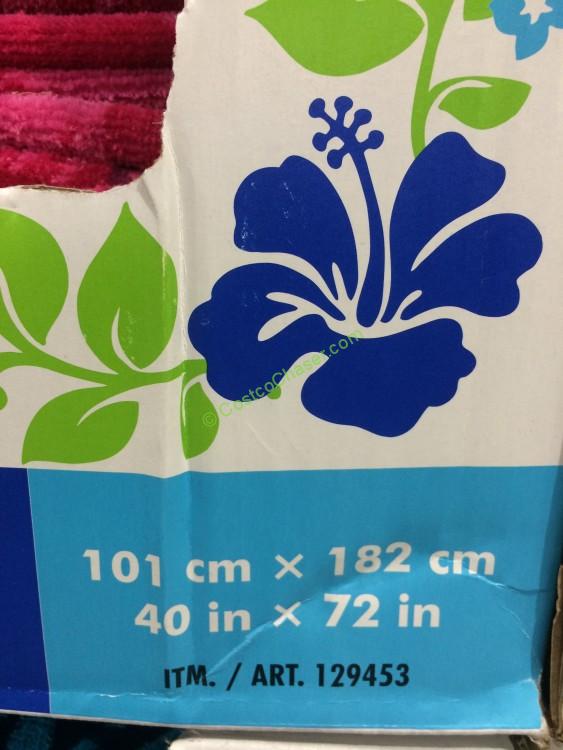 © CostcoChaser.com
101 cm × 182 cm
40 in × 72 in
ITM. / ART. 129453